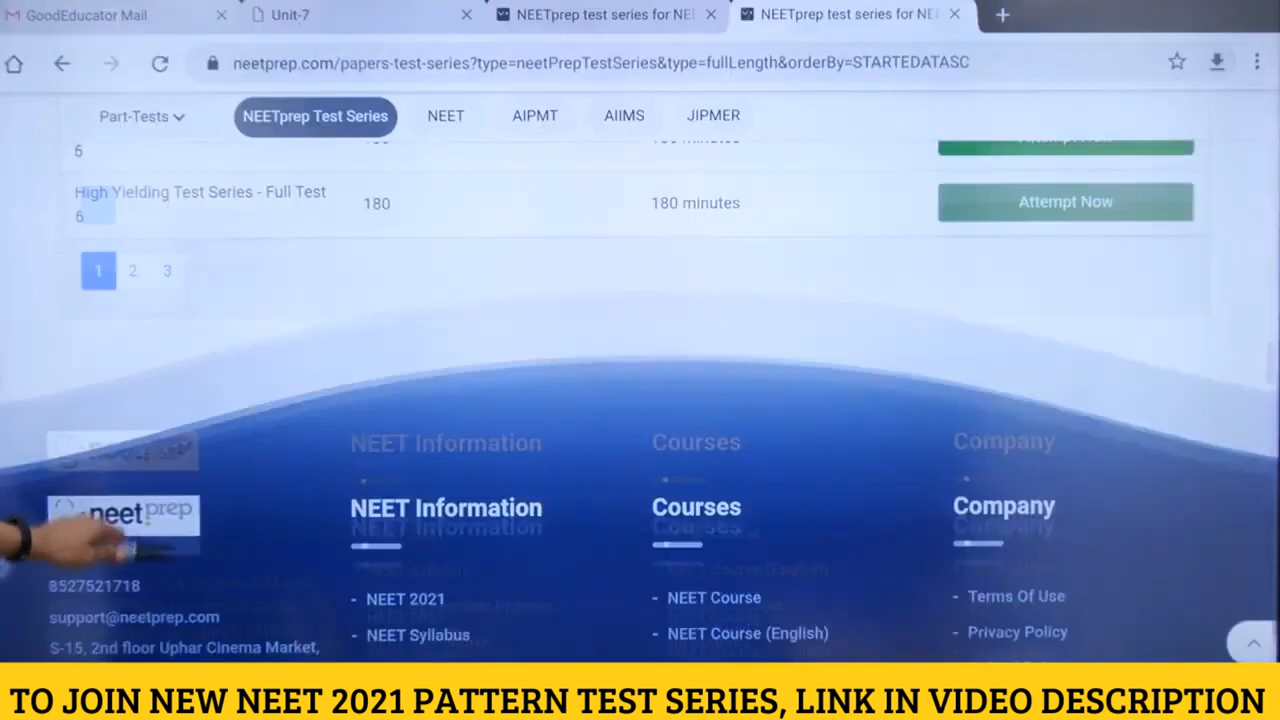 GoodEducator Mail
Unit-7
NEETprep test series for NEE
NEETprep test series for NEE
neetprep.com/papers-test-series?type=neetPrepTestSeries&type=fullLength&orderBy=STARTEDATASC
Part-Tests
NEETprep Test Series
NEET
AIPMT
AIIMS
JIPMER
6
High Yielding Test Series - Full Test
6
180
180 minutes
Attempt Now
1 2 3
NEET Information
Courses
Company
neetprep
NEET Information
Courses
Company
8527521718
support@neetprep.com
S-15, 2nd floor Uphar Cinema Market,
- NEET 2021
- NEET Syllabus
- NEET Course
- NEET Course (English)
- Terms Of Use
- Privacy Policy
TO JOIN NEW NEET 2021 PATTERN TEST SERIES, LINK IN VIDEO DESCRIPTION